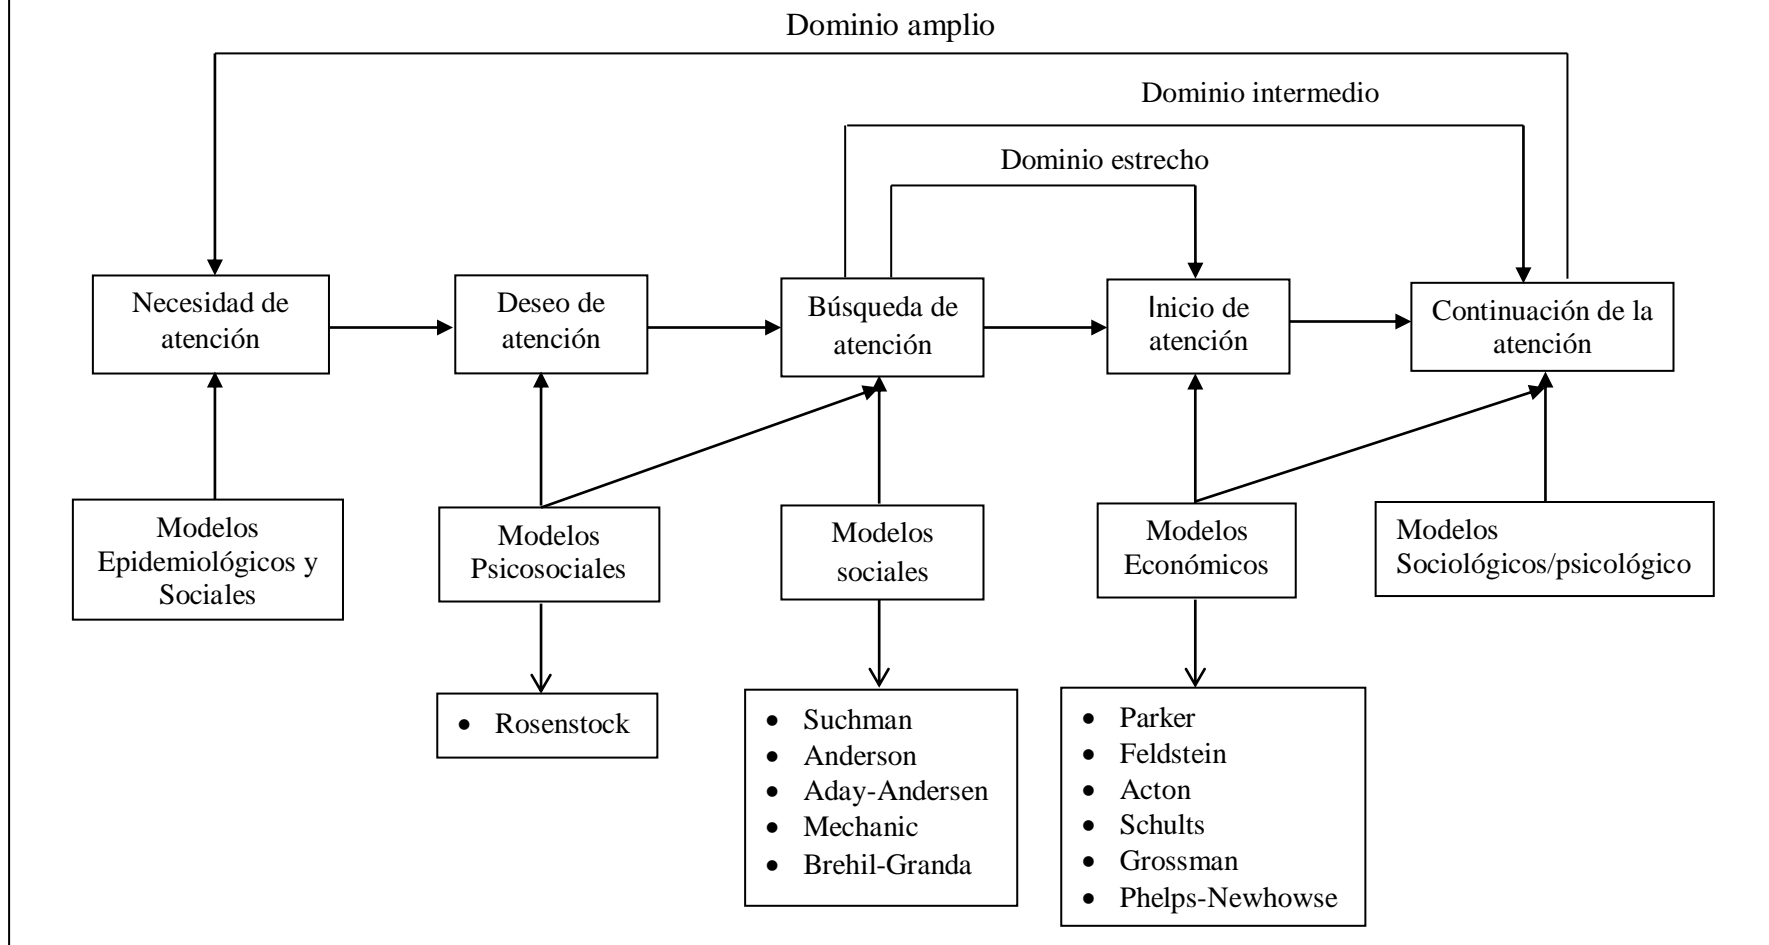 Dominio amplio
Dominio intermedio
Dominio estrecho
Necesidad de
atención
Deseo de
atención
Búsqueda de
atención
Inicio de
atención
Continuación de la
atención
Modelos
Epidemiológicos y
Sociales
Modelos
Psicosociales
Modelos
sociales
Modelos
Económicos
Modelos
Sociológicos/psicológico
• Rosenstock
• Suchman
• Anderson
• Aday-Andersen
• Mechanic
• Brehil-Granda
• Parker
• Feldstein
• Acton
• Schults
• Grossman
• Phelps-Newhowse